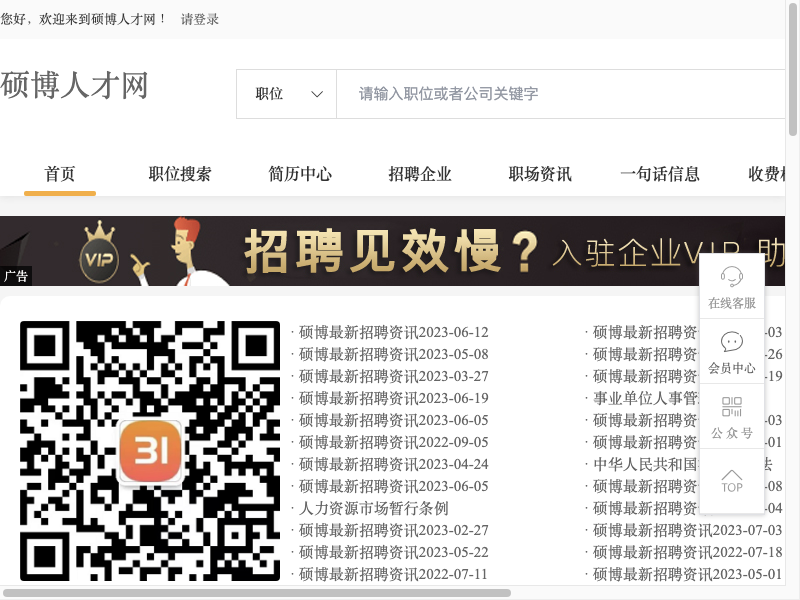 您好，欢迎来到硕博人才网！ 请登录
硕博人才网
职位
请输入职位或者公司关键字
首页 职位搜索 简历中心 招聘企业 职场资讯 一句话信息 收费
VIP
招聘见效慢？入驻企业VIP 助
广告
在线客服
会员中心
公 众 号
TOP
31
· 硕博最新招聘资讯2023-06-12
· 硕博最新招聘资讯2023-05-08
· 硕博最新招聘资讯2023-03-27
· 硕博最新招聘资讯2023-06-19
· 硕博最新招聘资讯2023-06-05
· 硕博最新招聘资讯2022-09-05
· 硕博最新招聘资讯2023-04-24
· 硕博最新招聘资讯2023-06-05
· 人力资源市场暂行条例
· 硕博最新招聘资讯2023-02-27
· 硕博最新招聘资讯2023-05-22
· 硕博最新招聘资讯2022-07-11
· 硕博最新招聘资 -03
· 硕博最新招聘资 -26
· 硕博最新招聘资 -19
· 事业单位人事管
· 硕博最新招聘资 -03
· 硕博最新招聘资 -01
· 中华人民共和国 法
· 硕博最新招聘资 -08
· 硕博最新招聘资 -04
· 硕博最新招聘资讯2023-07-03
· 硕博最新招聘资讯2022-07-18
· 硕博最新招聘资讯2023-05-01